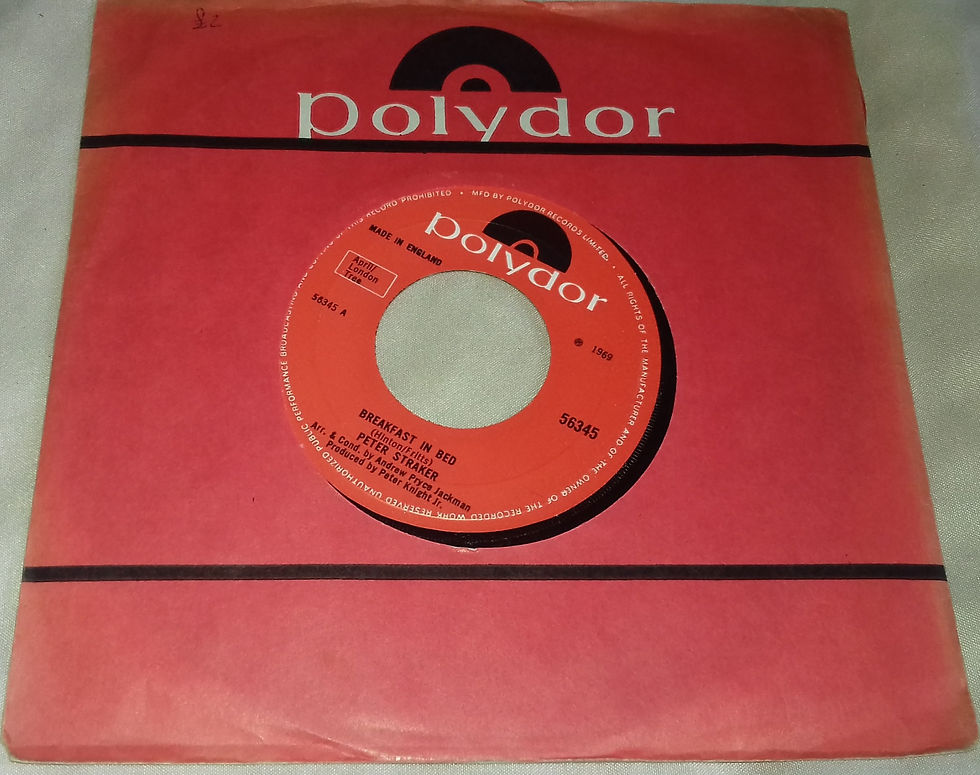 £2
polydor
MFD BY POLYDOR RECORDS LIMITED. • ALL RIGHTS OF THE MANUFACTURER AND OF THE OWNER OF THE RECORDED WORK RESERVED UNAUTHORIZED PUBLIC PERFORMANCE BROADCASTING AND COPYING OF THIS RECORD PROHIBITED •
polydor
MADE IN ENGLAND
April/
London
Tree
56345 A
℗ 1969
56345
BREAKFAST IN BED
(Hinton/Fritts)
PETER STRAKER
Arr. & Cond. by Andrew Pryce Jackman
Produced by Peter Knight Jr.